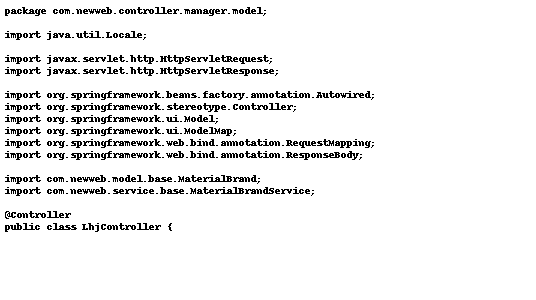 package com.newweb.controller.manager.model;
import java.util.Locale;
import javax.servlet.http.HttpServletRequest;
import javax.servlet.http.HttpServletResponse;
import org.springframework.beans.factory.annotation.Autowired;
import org.springframework.stereotype.Controller;
import org.springframework.ui.Model;
import org.springframework.ui.ModelMap;
import org.springframework.web.bind.annotation.RequestMapping;
import org.springframework.web.bind.annotation.ResponseBody;
import com.newweb.model.base.MaterialBrand;
import com.newweb.service.base.MaterialBrandService;
@Controller
public class LhjController {